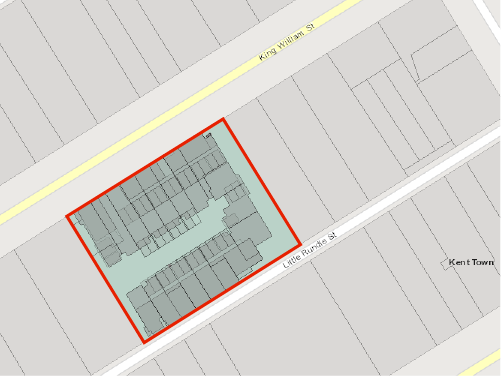 King William St
Little Rundle St
Kent Town